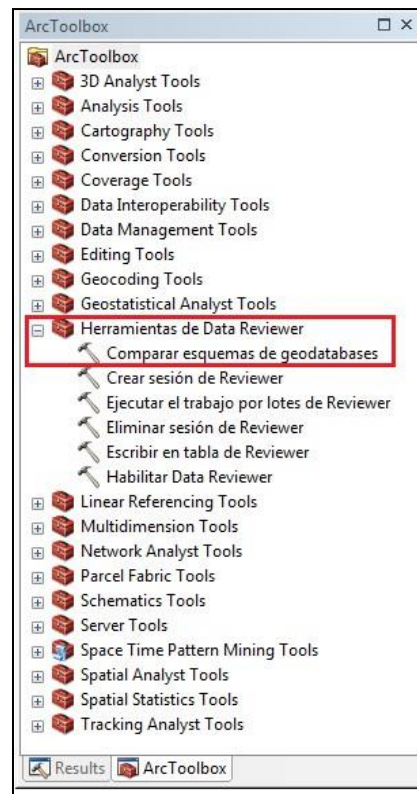 ArcToolbox
ArcToolbox
3D Analyst Tools
Analysis Tools
Cartography Tools
Conversion Tools
Coverage Tools
Data Interoperability Tools
Data Management Tools
Editing Tools
Geocoding Tools
Geostatistical Analyst Tools
Herramientas de Data Reviewer
Comparar esquemas de geodatabases
Crear sesión de Reviewer
Ejecutar el trabajo por lotes de Reviewer
Eliminar sesión de Reviewer
Escribir en tabla de Reviewer
Habilitar Data Reviewer
Linear Referencing Tools
Multidimension Tools
Network Analyst Tools
Parcel Fabric Tools
Schematics Tools
Server Tools
Space Time Pattern Mining Tools
Spatial Analyst Tools
Spatial Statistics Tools
Tracking Analyst Tools
Results ArcToolbox